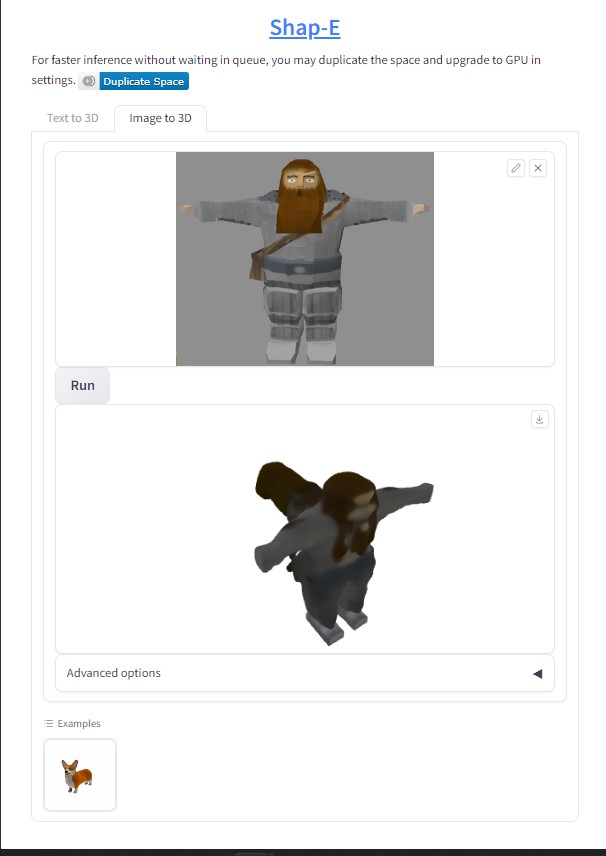 Shap-E
For faster inference without waiting in queue, you may duplicate the space and upgrade to GPU in
settings. Duplicate Space
Text to 3D Image to 3D
Run
Advanced options
Examples